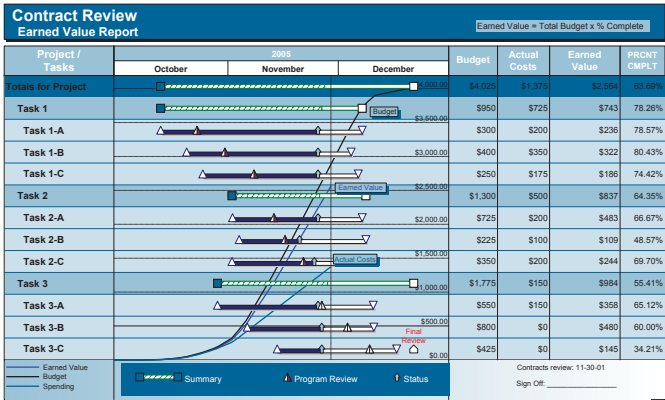 Contract Review
Earned Value Report
Earned Value = Total Budget x % Complete
Project / Tasks
2005
October November December
Budget
Actual Costs
Earned Value
PRCNT CMPLT
Totals for Project $4,000.00 $4,025 $1,375 $2,564 63.69%
Task 1 Budget $950 $725 $743 78.26%
$3,500.00
Task 1-A $300 $200 $236 78.57%
Task 1-B $3,000.00 $400 $350 $322 80.43%
Task 1-C $250 $175 $186 74.42%
$2,500.00
Earned Value
Task 2 $1,300 $500 $837 64.35%
Task 2-A $2,000.00 $725 $200 $483 66.67%
Task 2-B $225 $100 $109 48.57%
$1,500.00
Task 2-C Actual Costs $350 $200 $244 69.70%
Task 3 $1,000.00 $1,775 $150 $984 55.41%
Task 3-A $550 $150 $358 65.12%
Task 3-B $500.00 $800 $0 $480 60.00%
Final Review
Task 3-C $0.00 $425 $0 $145 34.21%
Earned Value
Budget
Spending
Summary Program Review Status
Contracts review: 11-30-01
Sign Off: _______________